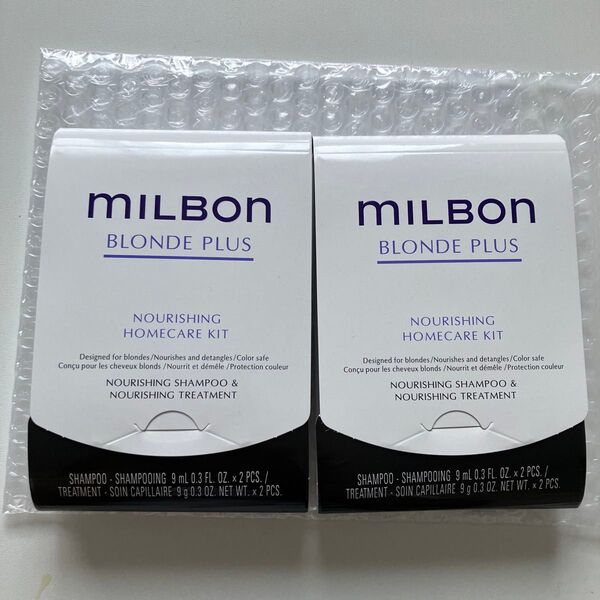 mILBON
BLONDE PLUS
NOURISHING
HOMECARE KIT
Designed for blondes/Nourishes and detangles/Color safe
Conçu pour les cheveux blonds /Nourrit et démêle /Protection couleur
NOURISHING SHAMPOO &
NOURISHING TREATMENT
SHAMPOO - SHAMPOOING 9 mL 0.3 FL. OZ. × 2 PCS. /
TREATMENT - SOIN CAPILLAIRE 9 g 0.3 OZ. NET WT. × 2 PCS.
mILBON
BLONDE PLUS
NOURISHING
HOMECARE KIT
Designed for blondes/Nourishes and detangles/Color safe
Conçu pour les cheveux blonds /Nourrit et démêle /Protection couleur
NOURISHING SHAMPOO &
NOURISHING TREATMENT
SHAMPOO - SHAMPOOING 9 mL 0.3 FL. OZ. × 2 PCS. /
TREATMENT - SOIN CAPILLAIRE 9 g 0.3 OZ. NET WT. × 2 PCS.